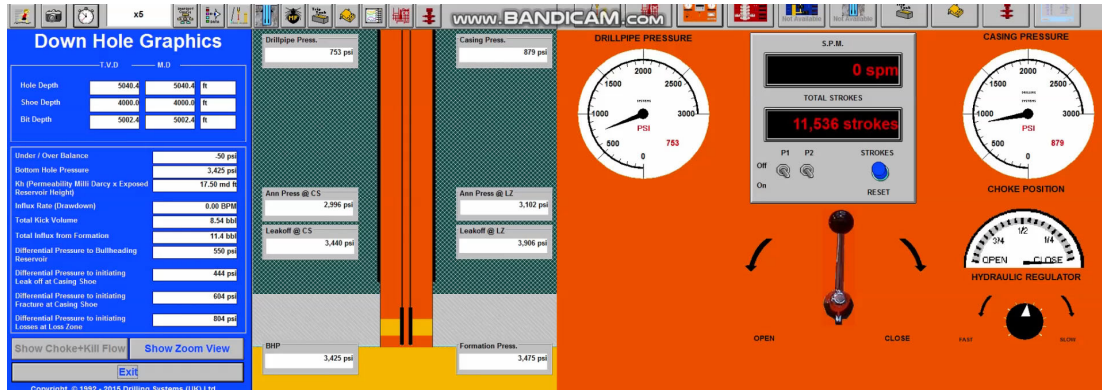 x5
www.BANDICAM.com
Not Available
Not Available
Down Hole Graphics
T.V.D M.D
Hole Depth 5040.4 5040.4 ft
Shoe Depth 4000.0 4000.0 ft
Bit Depth 5002.4 5002.4 ft
Under / Over Balance -50 psi
Bottom Hole Pressure 3,425 psi
Kh (Permeability Milli Darcy x Exposed 17.50 md ft
Reservoir Height)
Influx Rate (Drawdown) 0.00 BPM
Total Kick Volume 8.54 bbl
Total Influx from Formation 11.4 bbl
Differential Pressure to Bullheading 550 psi
Reservoir
Differential Pressure to initiating 444 psi
Leak off at Casing Shoe
Differential Pressure to initiating 604 psi
Fracture at Casing Shoe
Differential Pressure to initiating 804 psi
Losses at Loss Zone
Show Choke+Kill Flow Show Zoom View
Exit
Copyright © 1992 - 2015 Drilling Systems (UK) Ltd
Drillpipe Press.
753 psi
Casing Press.
879 psi
Ann Press @ CS
2,996 psi
Ann Press @ LZ
3,102 psi
Leakoff @ CS
3,440 psi
Leakoff @ LZ
3,906 psi
BHP
3,425 psi
Formation Press.
3,475 psi
DRILLPIPE PRESSURE
2000
1500 2500
1000 3000
PSI
500 753
0
S.P.M.
0 spm
TOTAL STROKES
11,536 strokes
P1 P2 STROKES
Off
On
RESET
OPEN CLOSE
CASING PRESSURE
2000
1500 2500
1000 3000
PSI
500 879
0
CHOKE POSITION
1/2
3/4 1/4
OPEN CLOSE
HYDRAULIC REGULATOR
FAST SLOW